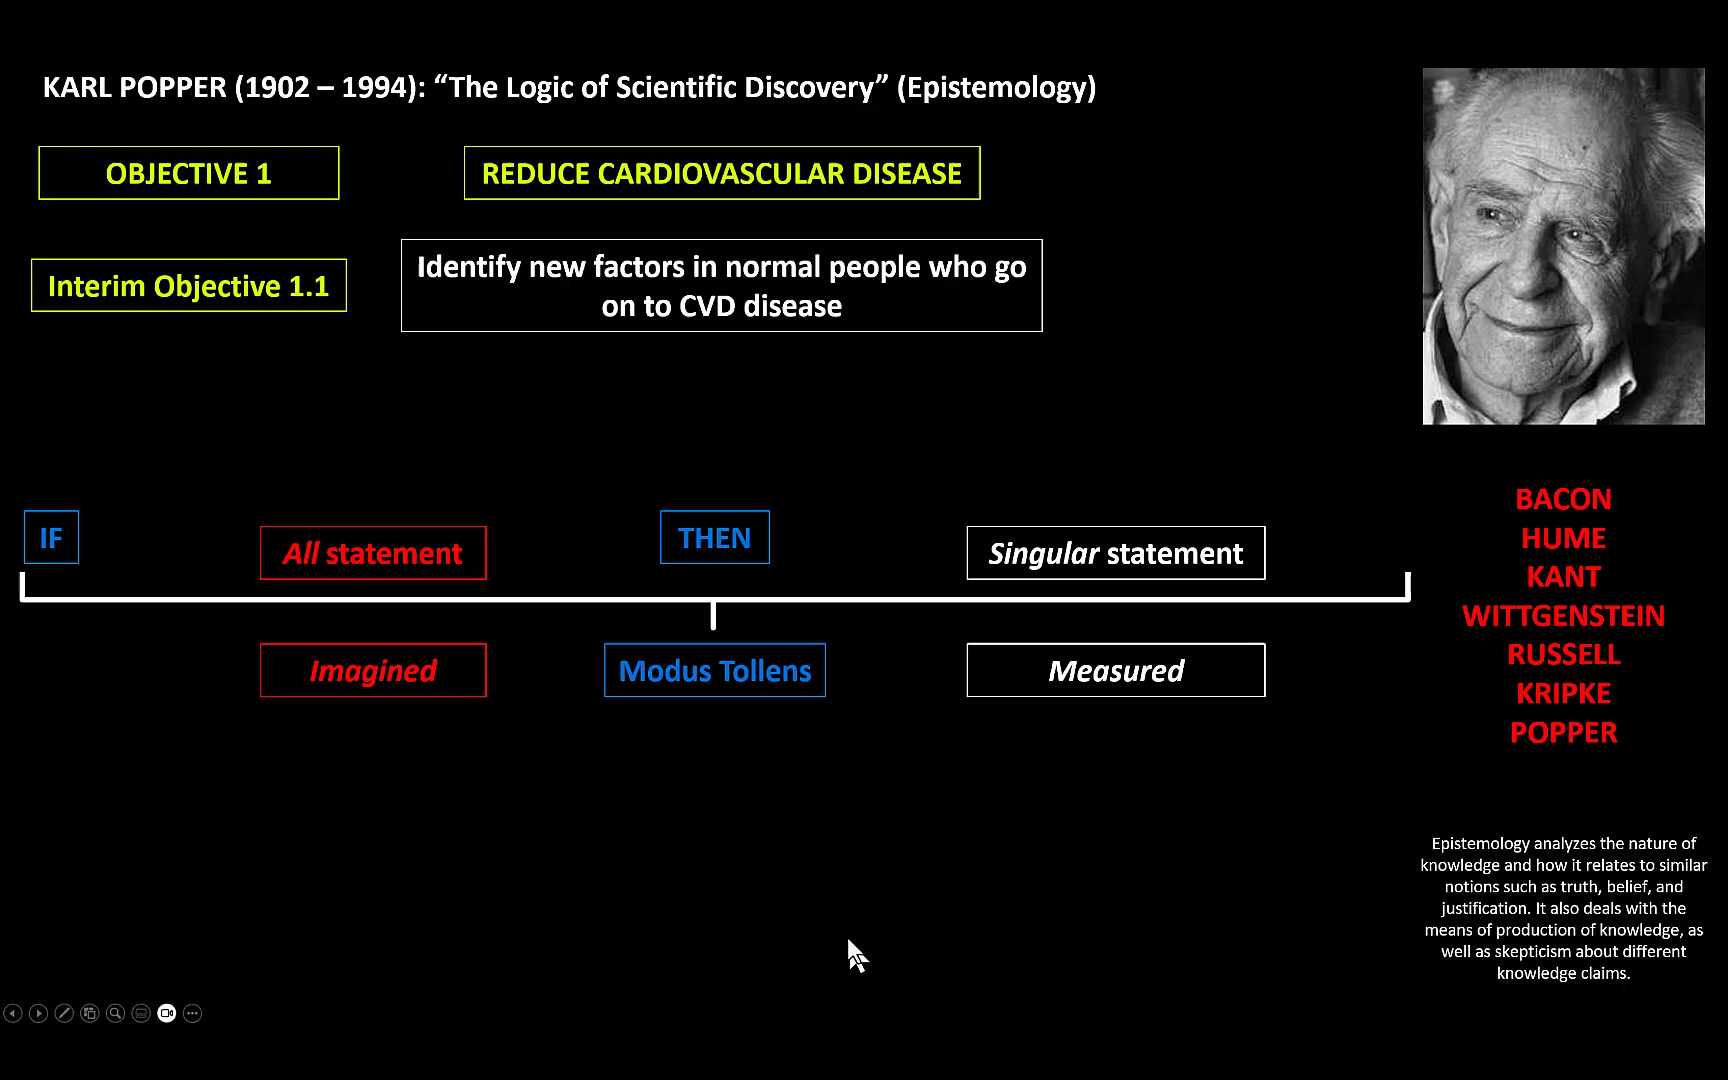 KARL POPPER (1902 – 1994): “The Logic of Scientific Discovery” (Epistemology)
OBJECTIVE 1
REDUCE CARDIOVASCULAR DISEASE
Interim Objective 1.1
Identify new factors in normal people who go
on to CVD disease
IF
All statement
THEN
Singular statement
Imagined
Modus Tollens
Measured
BACON
HUME
KANT
WITTGENSTEIN
RUSSELL
KRIPKE
POPPER
Epistemology analyzes the nature of
knowledge and how it relates to similar
notions such as truth, belief, and
justification. It also deals with the
means of production of knowledge, as
well as skepticism about different
knowledge claims.